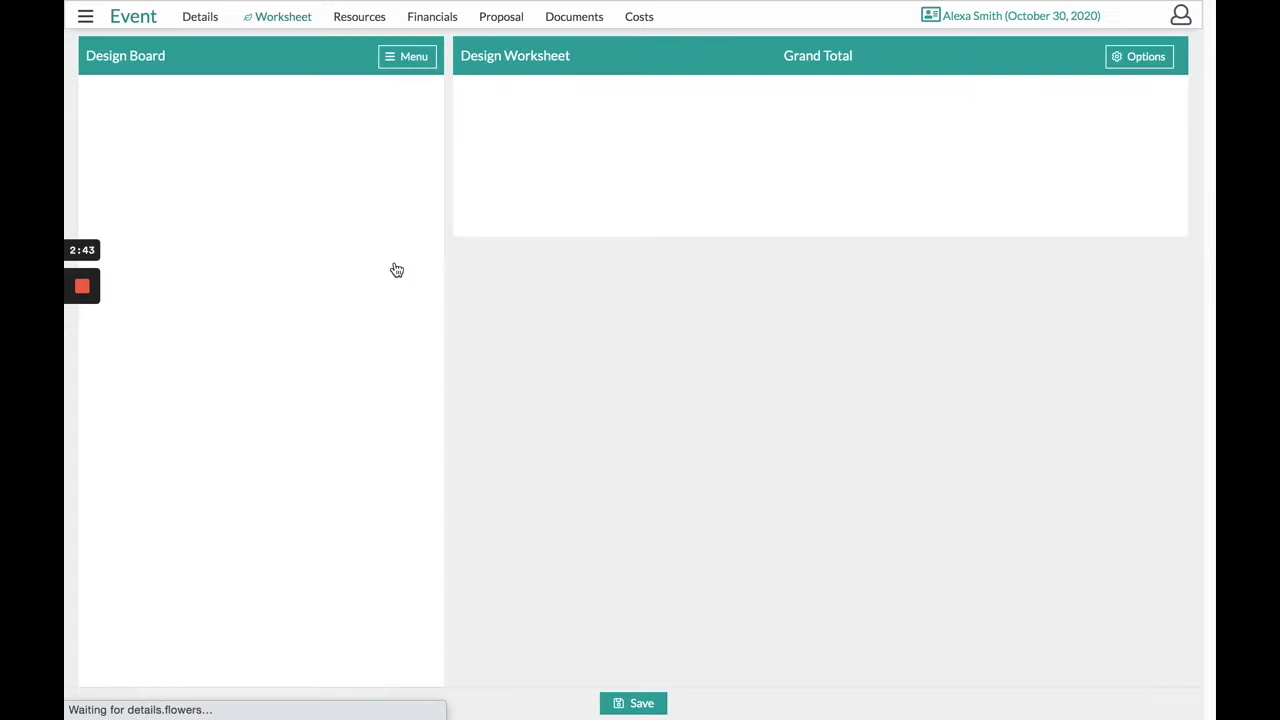 Event Details Worksheet Resources Financials Proposal Documents Costs Alexa Smith (October 30, 2020)
Design Board Menu Design Worksheet Grand Total Options
2:43
Save
Waiting for details.flowers...